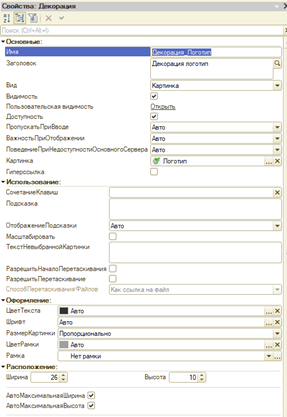 Свойства: Декорация
Поиск (Ctrl+Alt+I)
Основные:
Имя Декорация_Логотип
Заголовок Декорация логотип
Вид Картинка
Видимость
Пользовательская видимость Открыть
Доступность
ПропускатьПриВводе Авто
ВажностьПриОтображении Авто
ПоведениеПриНедоступностиОсновногоСервера Авто
Картинка Логотип
Гиперссылка
Использование:
СочетаниеКлавиш
Подсказка
ОтображениеПодсказки Авто
Масштабировать
ТекстНевыбраннойКартинки
РазрешитьНачалоПеретаскивания
РазрешитьПеретаскивание
СпособПеретаскиванияФайлов Как ссылка на файл
Оформление:
ЦветТекста Авто
Шрифт Авто
РазмерКартинки Пропорционально
ЦветРамки Авто
Рамка Нет рамки
Расположение:
Ширина 26 Высота 10
АвтоМаксимальнаяШирина
АвтоМаксимальнаяВысота